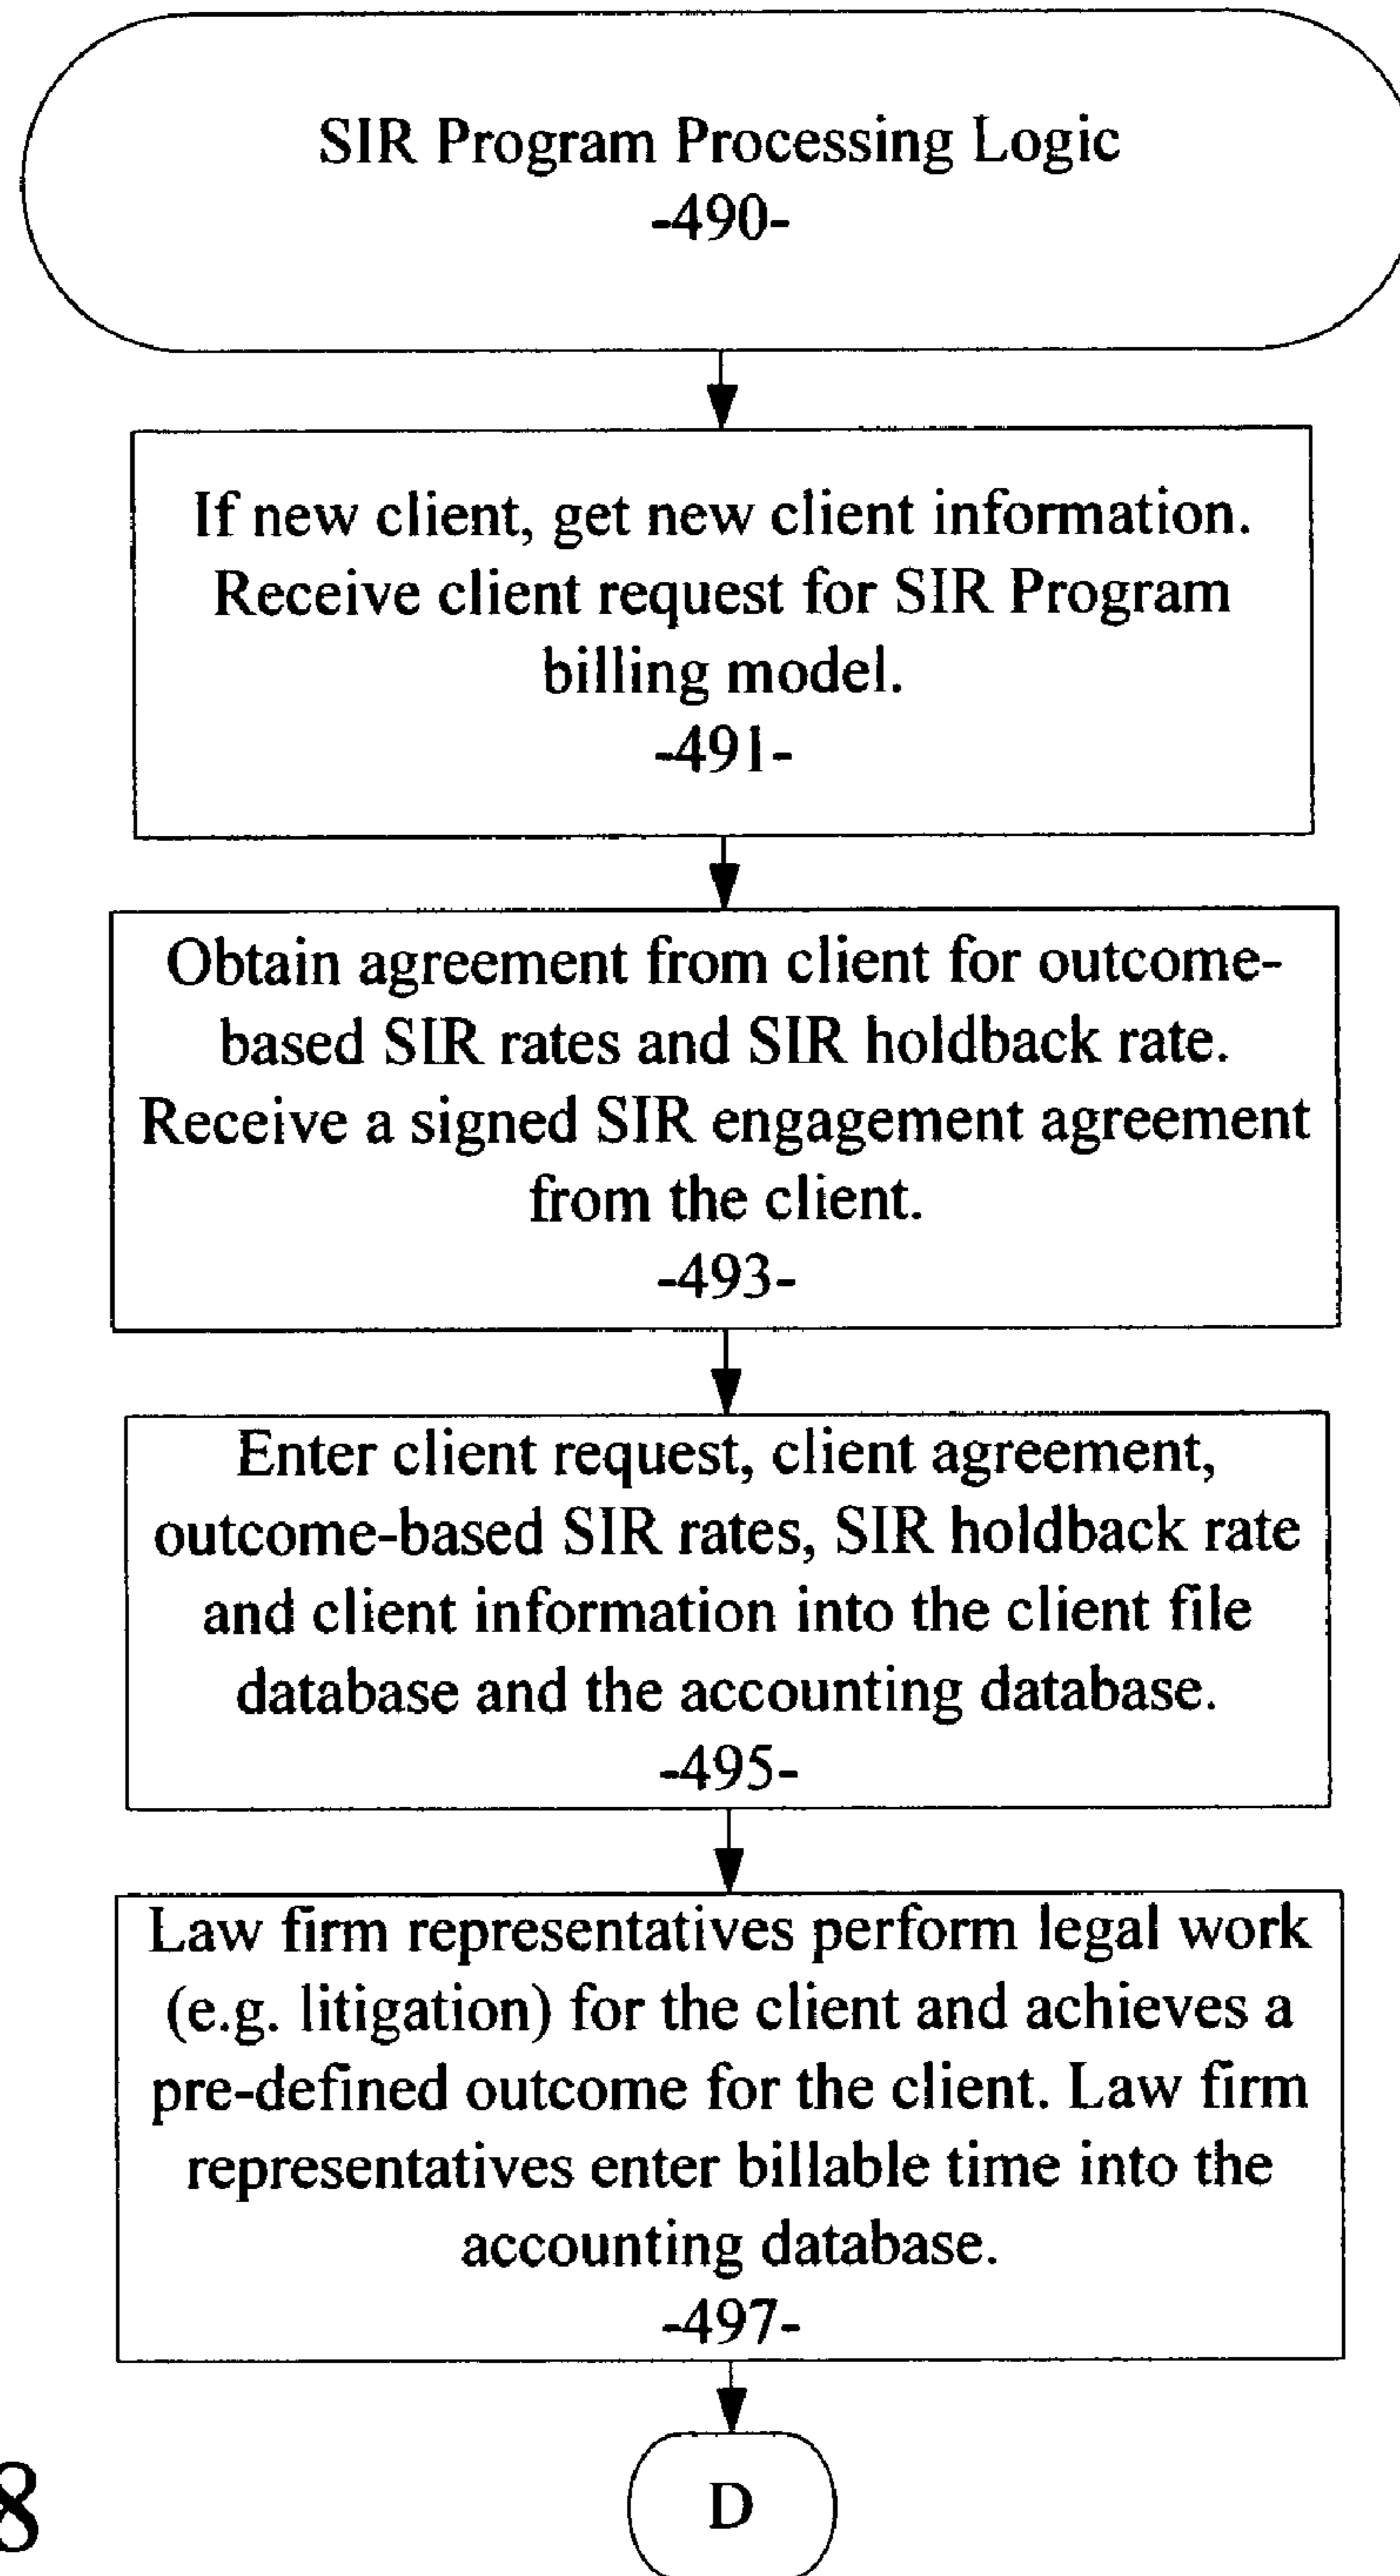 SIR Program Processing Logic
-490-
If new client, get new client information.
Receive client request for SIR Program
billing model.
-491-
Obtain agreement from client for outcome-
based SIR rates and SIR holdback rate.
Receive a signed SIR engagement agreement
from the client.
-493-
Enter client request, client agreement,
outcome-based SIR rates, SIR holdback rate
and client information into the client file
database and the accounting database.
-495-
Law firm representatives perform legal work
(e.g. litigation) for the client and achieves a
pre-defined outcome for the client. Law firm
representatives enter billable time into the
accounting database.
-497-
D
8